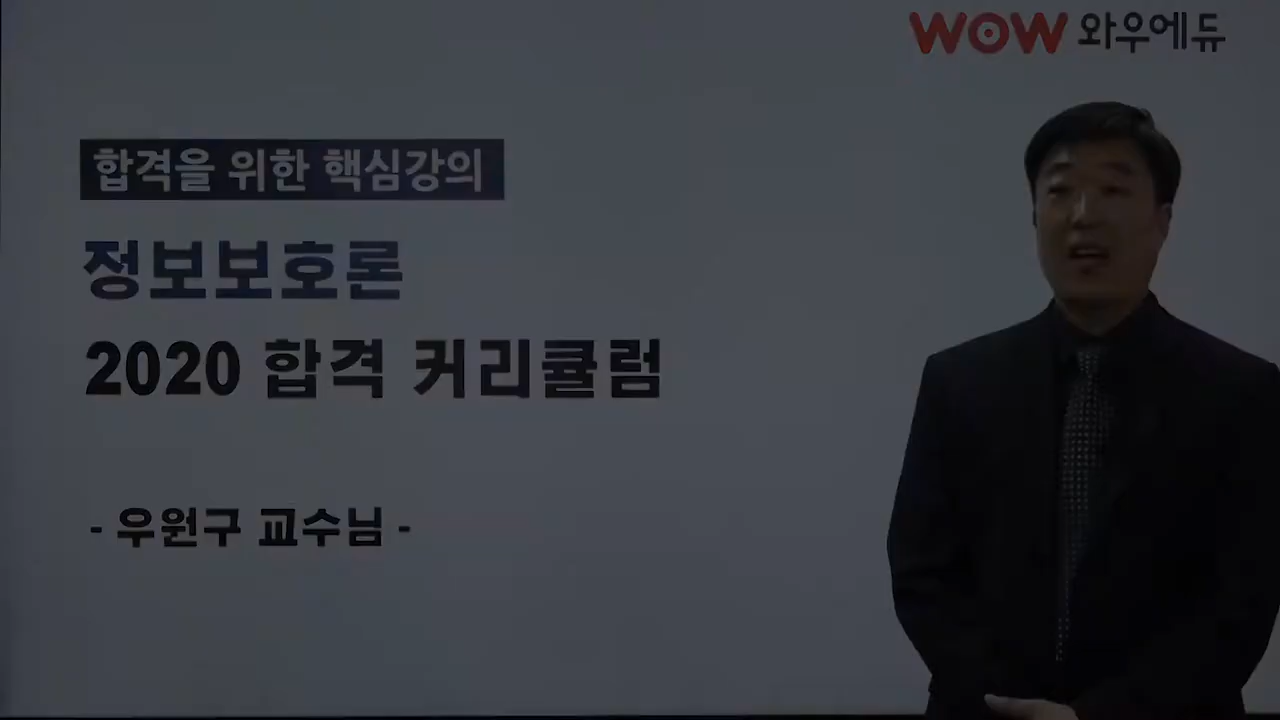 WOW 와우에듀
합격을 위한 핵심강의
정보보호론
2020 합격 커리큘럼
- 우원구 교수님 -